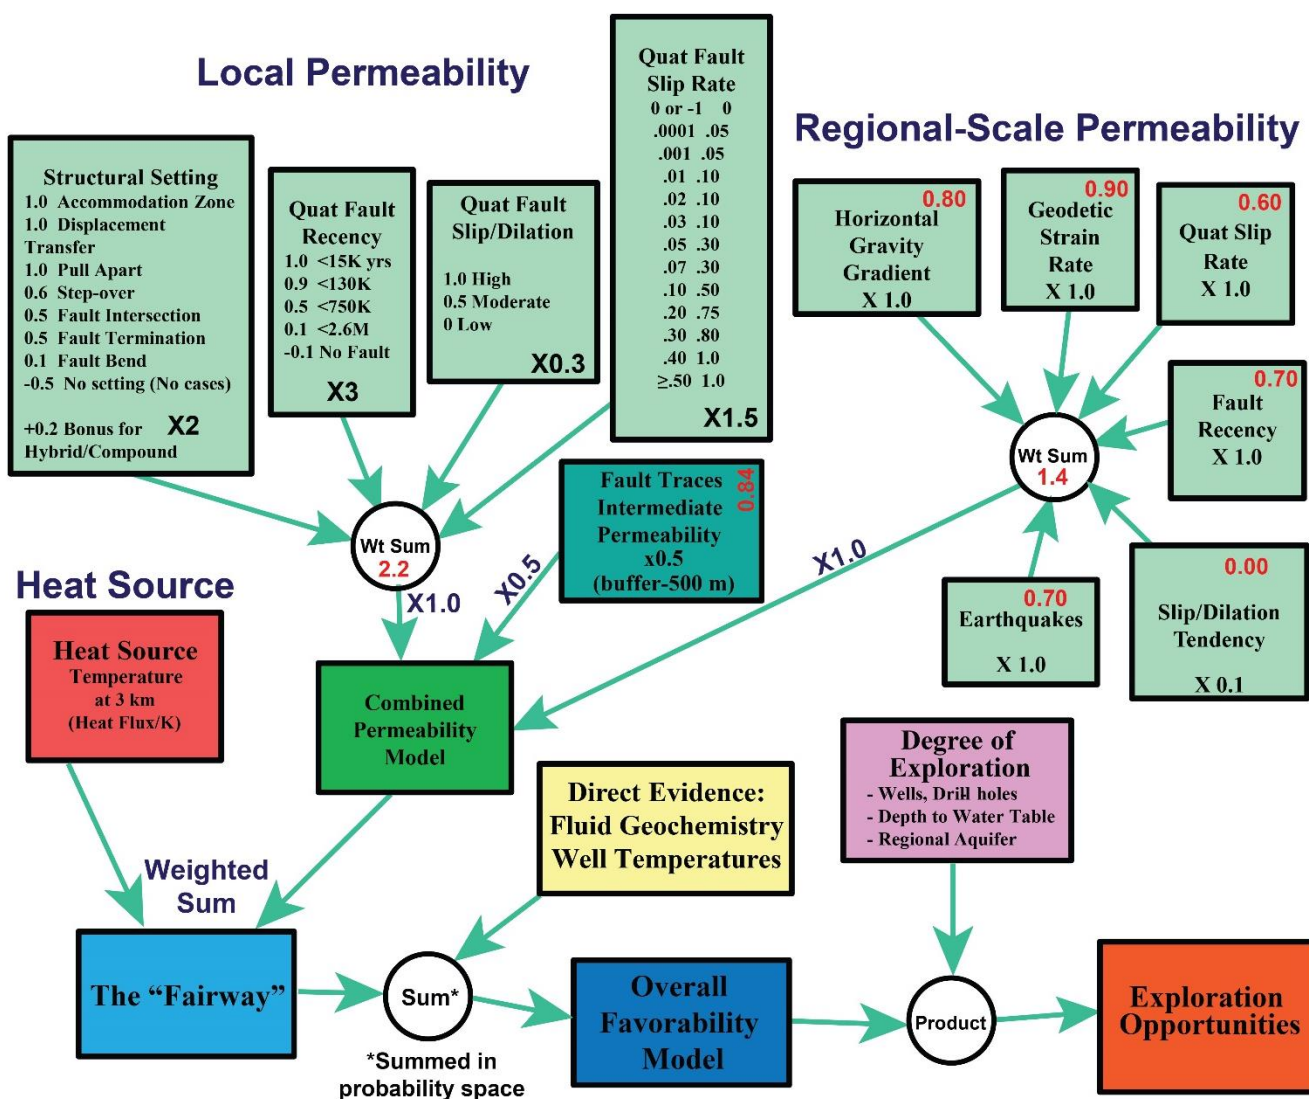 Local Permeability
Structural Setting
1.0 Accommodation Zone
1.0 Displacement
Transfer
1.0 Pull Apart
0.6 Step-over
0.5 Fault Intersection
0.5 Fault Termination
0.1 Fault Bend
-0.5 No setting (No cases)
+0.2 Bonus for
Hybrid/Compound
X2
Quat Fault
Recency
1.0 <15K yrs
0.9 <130K
0.5 <750K
0.1 <2.6M
-0.1 No Fault
X3
Quat Fault
Slip/Dilation
1.0 High
0.5 Moderate
0 Low
X0.3
Quat Fault
Slip Rate
0 or -1 0
.0001 .05
.001 .05
.01 .10
.02 .10
.03 .10
.05 .30
.07 .30
.10 .50
.20 .75
.30 .80
.40 1.0
≥.50 1.0
X1.5
Regional-Scale Permeability
0.80
Horizontal
Gravity
Gradient
X 1.0
0.90
Geodetic
Strain
Rate
X 1.0
0.60
Quat Slip
Rate
X 1.0
0.70
Fault
Recency
X 1.0
Wt Sum
1.4
0.70
Earthquakes
X 1.0
0.00
Slip/Dilation
Tendency
X 0.1
Wt Sum
2.2
X1.0
Fault Traces
Intermediate
Permeability
x0.5
(buffer-500 m)
0.84
X0.5
X1.0
Heat Source
Heat Source
Temperature
at 3 km
(Heat Flux/K)
Combined
Permeability
Model
Weighted
Sum
Direct Evidence:
Fluid Geochemistry
Well Temperatures
Degree of
Exploration
- Wells, Drill holes
- Depth to Water Table
- Regional Aquifer
The “Fairway”
Sum*
*Summed in
probability space
Overall
Favorability
Model
Product
Exploration
Opportunities